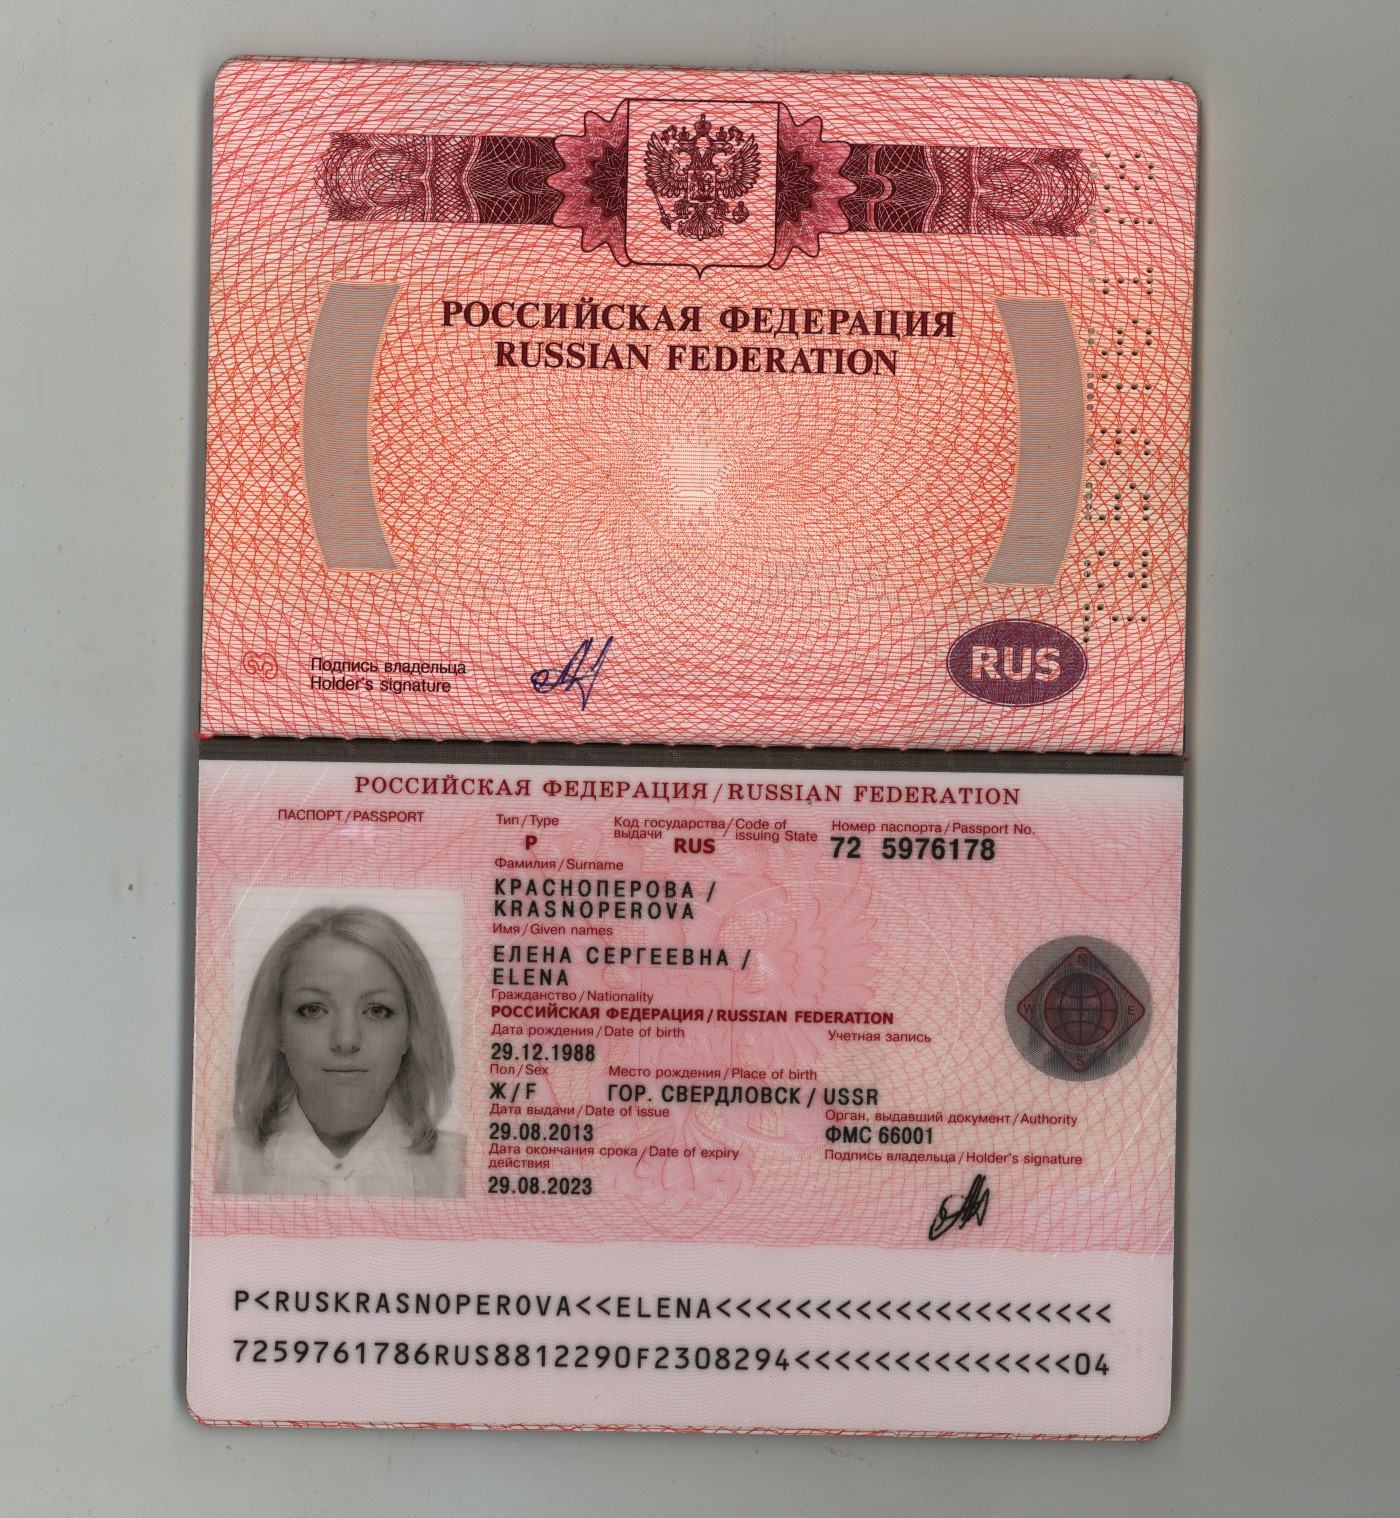 РОССИЙСКАЯ ФЕДЕРАЦИЯ
RUSSIAN FEDERATION
Подпись владельца
Holder's signature
RUS
РОССИЙСКАЯ ФЕДЕРАЦИЯ/RUSSIAN FEDERATION
ПАСПОРТ/PASSPORT
Тип/Type
Код государства/Code of
выдачи / issuing State
Номер паспорта/Passport No.
P
RUS
72 5976178
Фамилия/Surname
КРАСНОПЕРОВА /
KRASNOPEROVA
Имя/Given names
ЕЛЕНА СЕРГЕЕВНА /
ELENA
Гражданство/Nationality
РОССИЙСКАЯ ФЕДЕРАЦИЯ/RUSSIAN FEDERATION
Дата рождения/Date of birth
Учетная запись
29.12.1988
Пол/Sex
Место рождения/Place of birth
Ж/F
ГОР. СВЕРДЛОВСК/USSR
Дата выдачи/Date of issue
Орган, выдавший документ/Authority
29.08.2013
ФМС 66001
Дата окончания срока/Date of expiry
действия
Подпись владельца/Holder's signature
29.08.2023
N
W
E
S
P<RUSKRASNOPEROVA<<ELENA<<<<<<<<<<<<<<<<<<<<
7259761786RUS8812290F2308294<<<<<<<<<<<<<<04